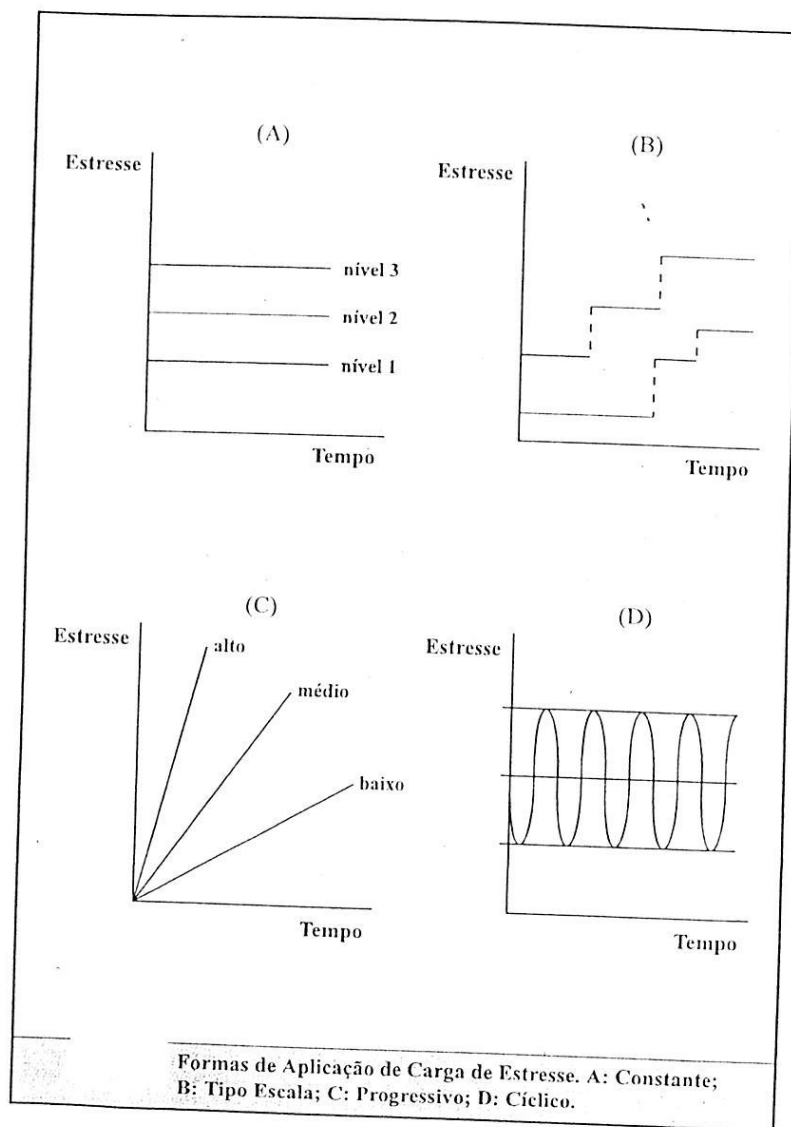 (A)
Estresse
nível 3
nível 2
nível 1
Tempo
(B)
Estresse
Tempo
(C)
Estresse
alto
médio
baixo
Tempo
(D)
Estresse
Tempo
Formas de Aplicação de Carga de Estresse. A: Constante;
B: Tipo Escala; C: Progressivo; D: Cíclico.